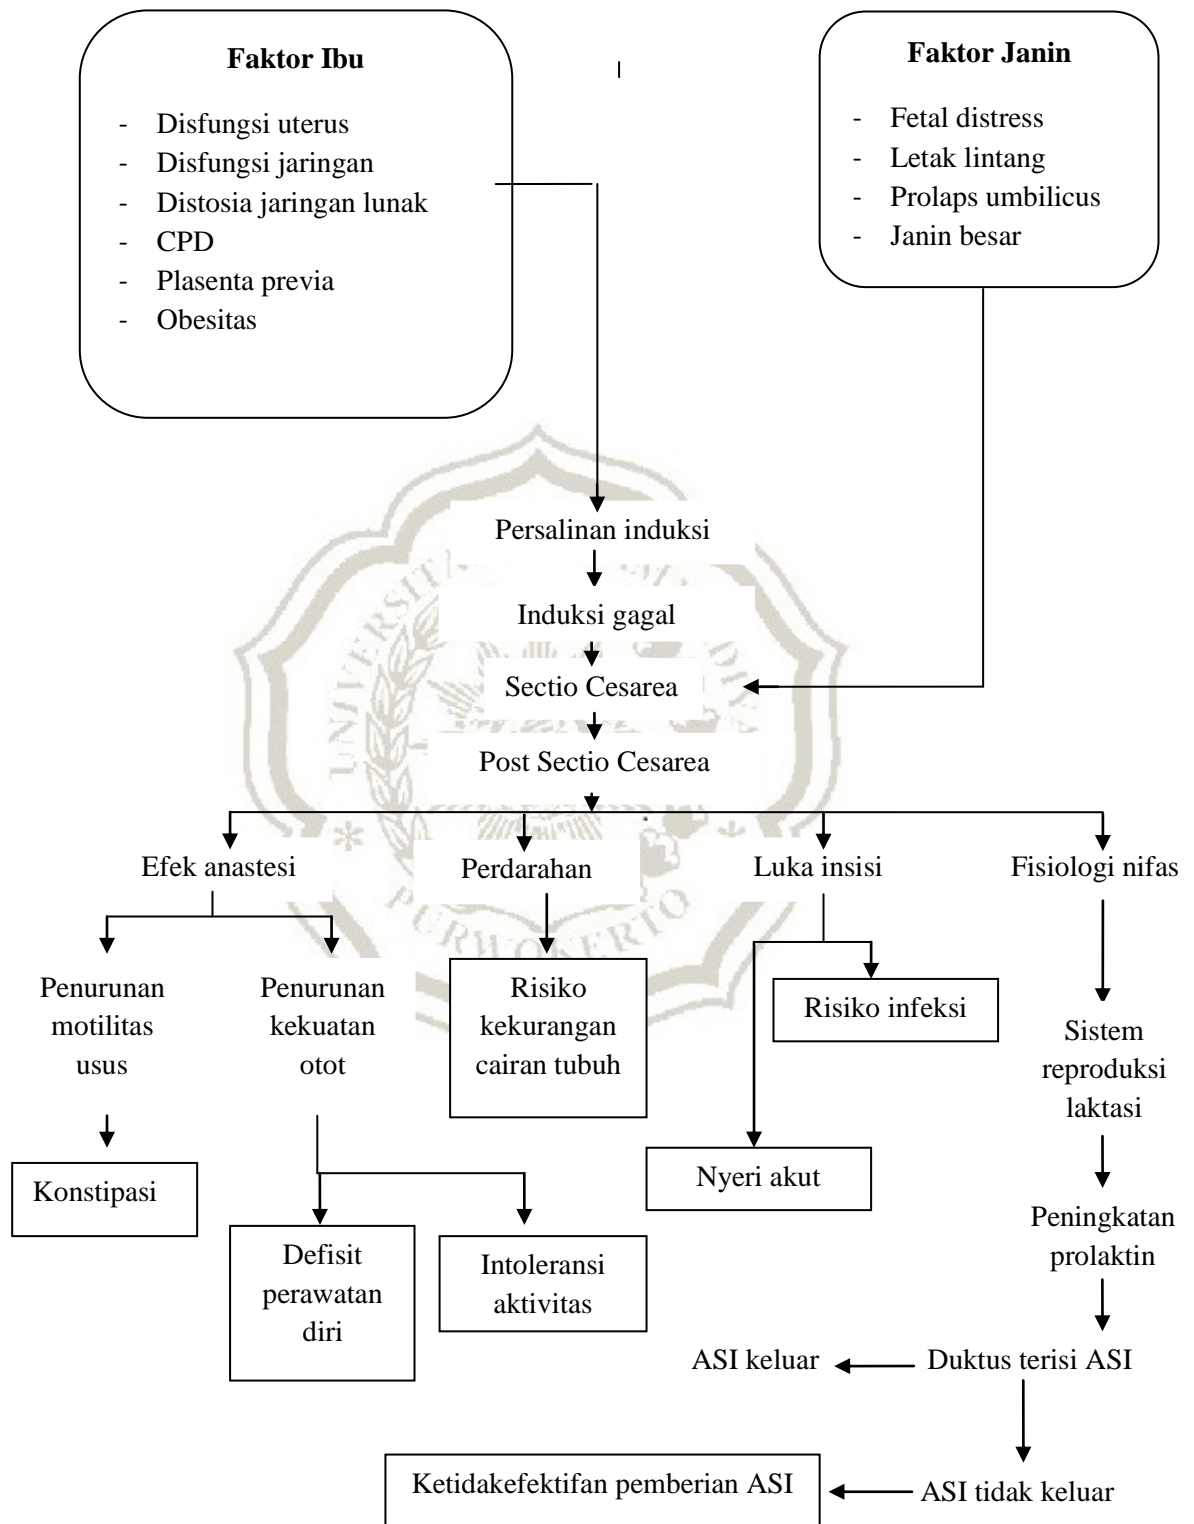 Faktor Ibu
- Disfungsi uterus
- Disfungsi jaringan
- Distosia jaringan lunak
- CPD
- Plasenta previa
- Obesitas
Faktor Janin
- Fetal distress
- Letak lintang
- Prolaps umbilicus
- Janin besar
Persalinan induksi
Induksi gagal
Sectio Cesarea
Post Sectio Cesarea
Efek anastesi
Perdarahan
Luka insisi
Fisiologi nifas
Penurunan
motilitas
usus
Penurunan
kekuatan
otot
Risiko
kekurangan
cairan tubuh
Risiko infeksi
Sistem
reproduksi
laktasi
Konstipasi
Nyeri akut
Peningkatan
prolaktin
Defisit
perawatan
diri
Intoleransi
aktivitas
ASI keluar
Duktus terisi ASI
Ketidakefektifan pemberian ASI
ASI tidak keluar
PURWOKERTO